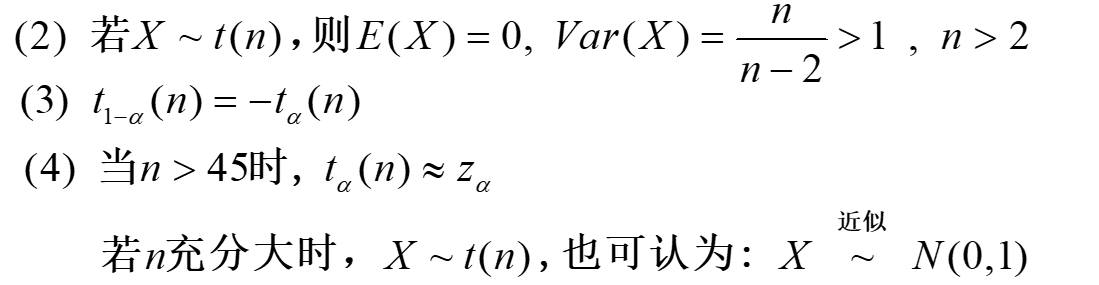 (2) 若X ~ t(n)，则E(X) = 0, Var(X) = n/(n−2) > 1 , n > 2
(3) t_{1−α}(n) = −t_α(n)
(4) 当n > 45时, t_α(n) ≈ z_α
近似
若n充分大时，X ~ t(n), 也可认为: X ~ N(0,1)